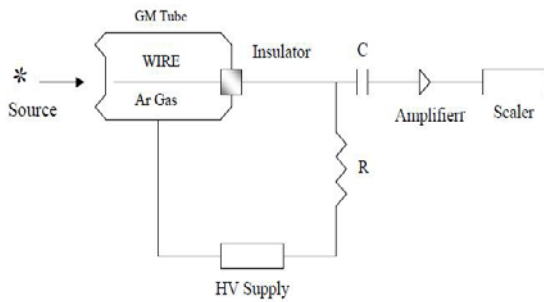 GM Tube
WIRE
Insulator
C
*
Ar Gas
Source
Amplifierr
Scaler
R
HV Supply